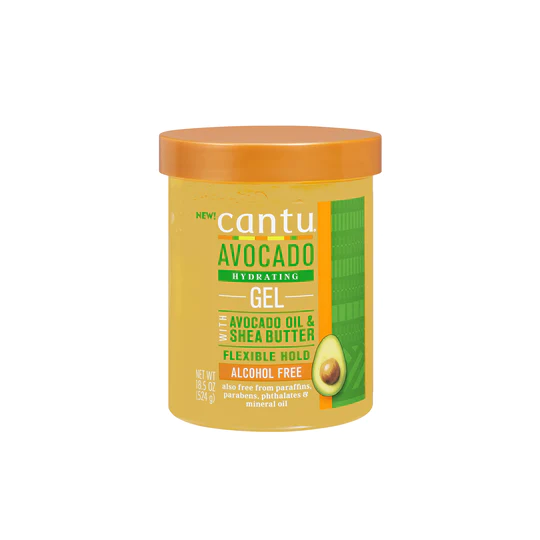 NEW! cantu
AVOCADO
HYDRATING
GEL
WITH AVOCADO OIL &
SHEA BUTTER
FLEXIBLE HOLD
ALCOHOL FREE
NET WT
18.5 OZ
(524 g)
also free from paraffins,
parabens, phthalates &
mineral oil